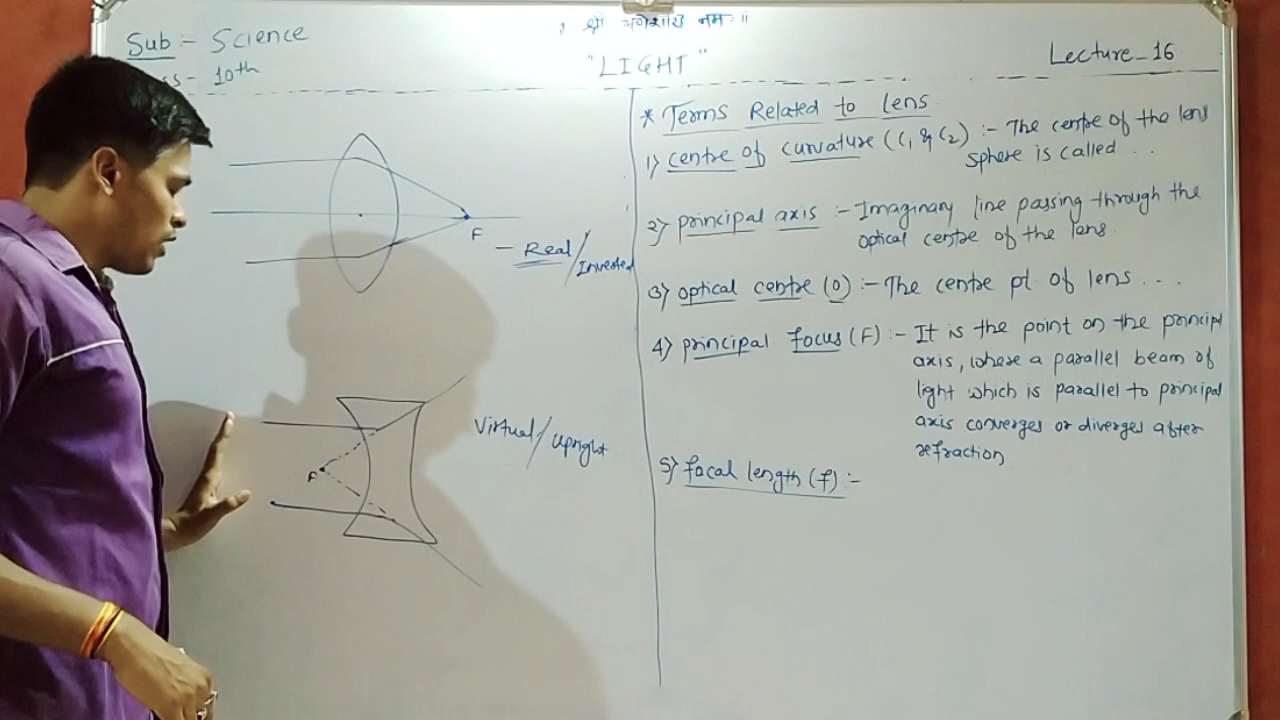 ॥ श्री गणेशाय नमः ॥
Sub :- Science
"LIGHT"
Lecture-16
ss - 10th
F
- Real/
Inverted
Virtual/upright
F
* Terms Related to lens
1) centre of curvature (C1 & C2) :- The centre of the lens
sphere is called ..
2) principal axis :- Imaginary line passing through the
optical centre of the lens.
3) optical centre (O) :- The centre pt. of lens ...
4) principal focus (F) :- It is the point on the principl
axis, where a parallel beam of
light which is parallel to principal
axis converges or diverges after
refraction
5) focal length (f) :-